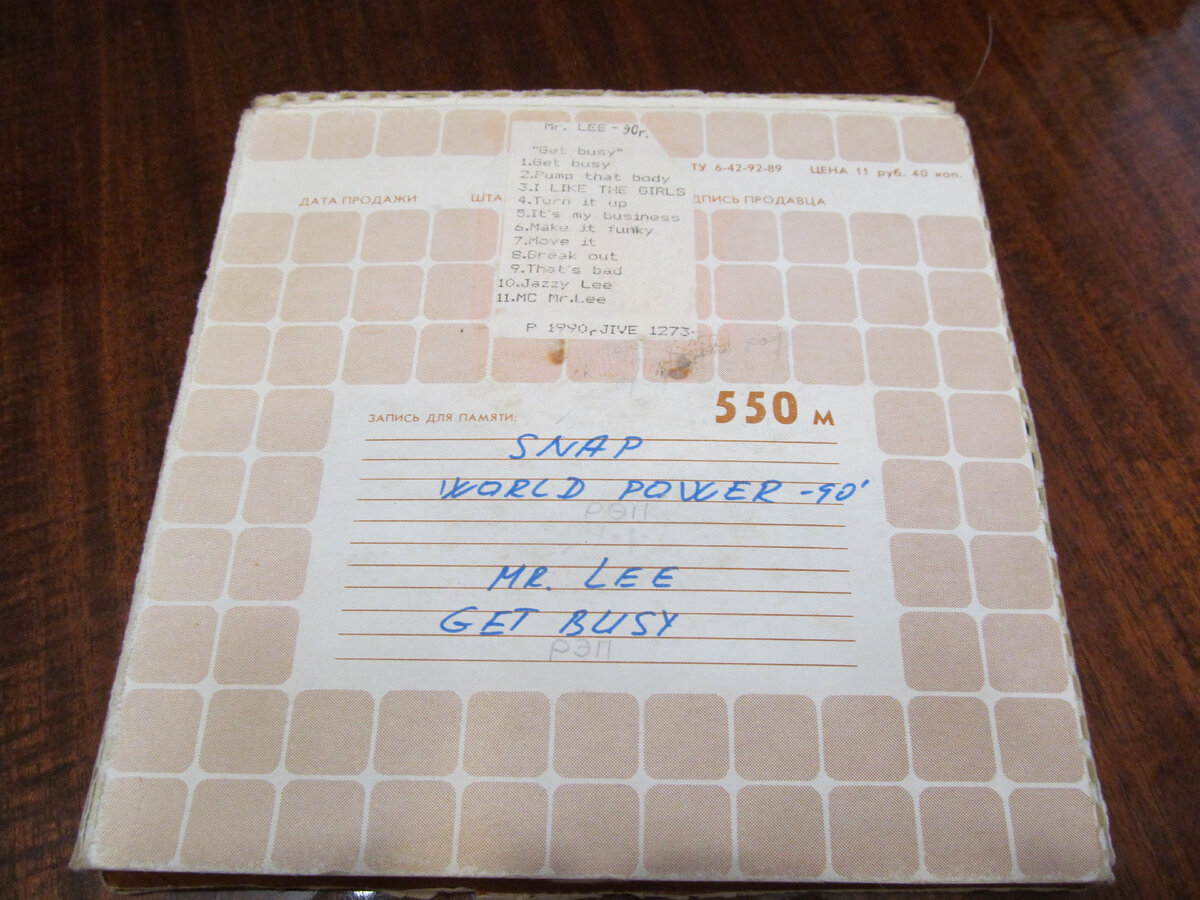 Mr. LEE - 90г.
"Get busy"
1.Get busy
2.Pump that body
3.I LIKE THE GIRLS
4.Turn it up
5.It's my business
6.Make it funky
7.Move it
8.Break out
9.That's bad
10.Jazzy Lee
11.MC Mr.Lee
P 1990,JIVE 1273-
ТУ 6-42-92-89 ЦЕНА 11 руб. 40 коп.
ДАТА ПРОДАЖИ ШТА ДПИСЬ ПРОДАВЦА
ЗАПИСЬ ДЛЯ ПАМЯТИ: 550 м
SNAP
WORLD POWER -90'
РЭП
MR. LEE
GET BUSY
РЭП